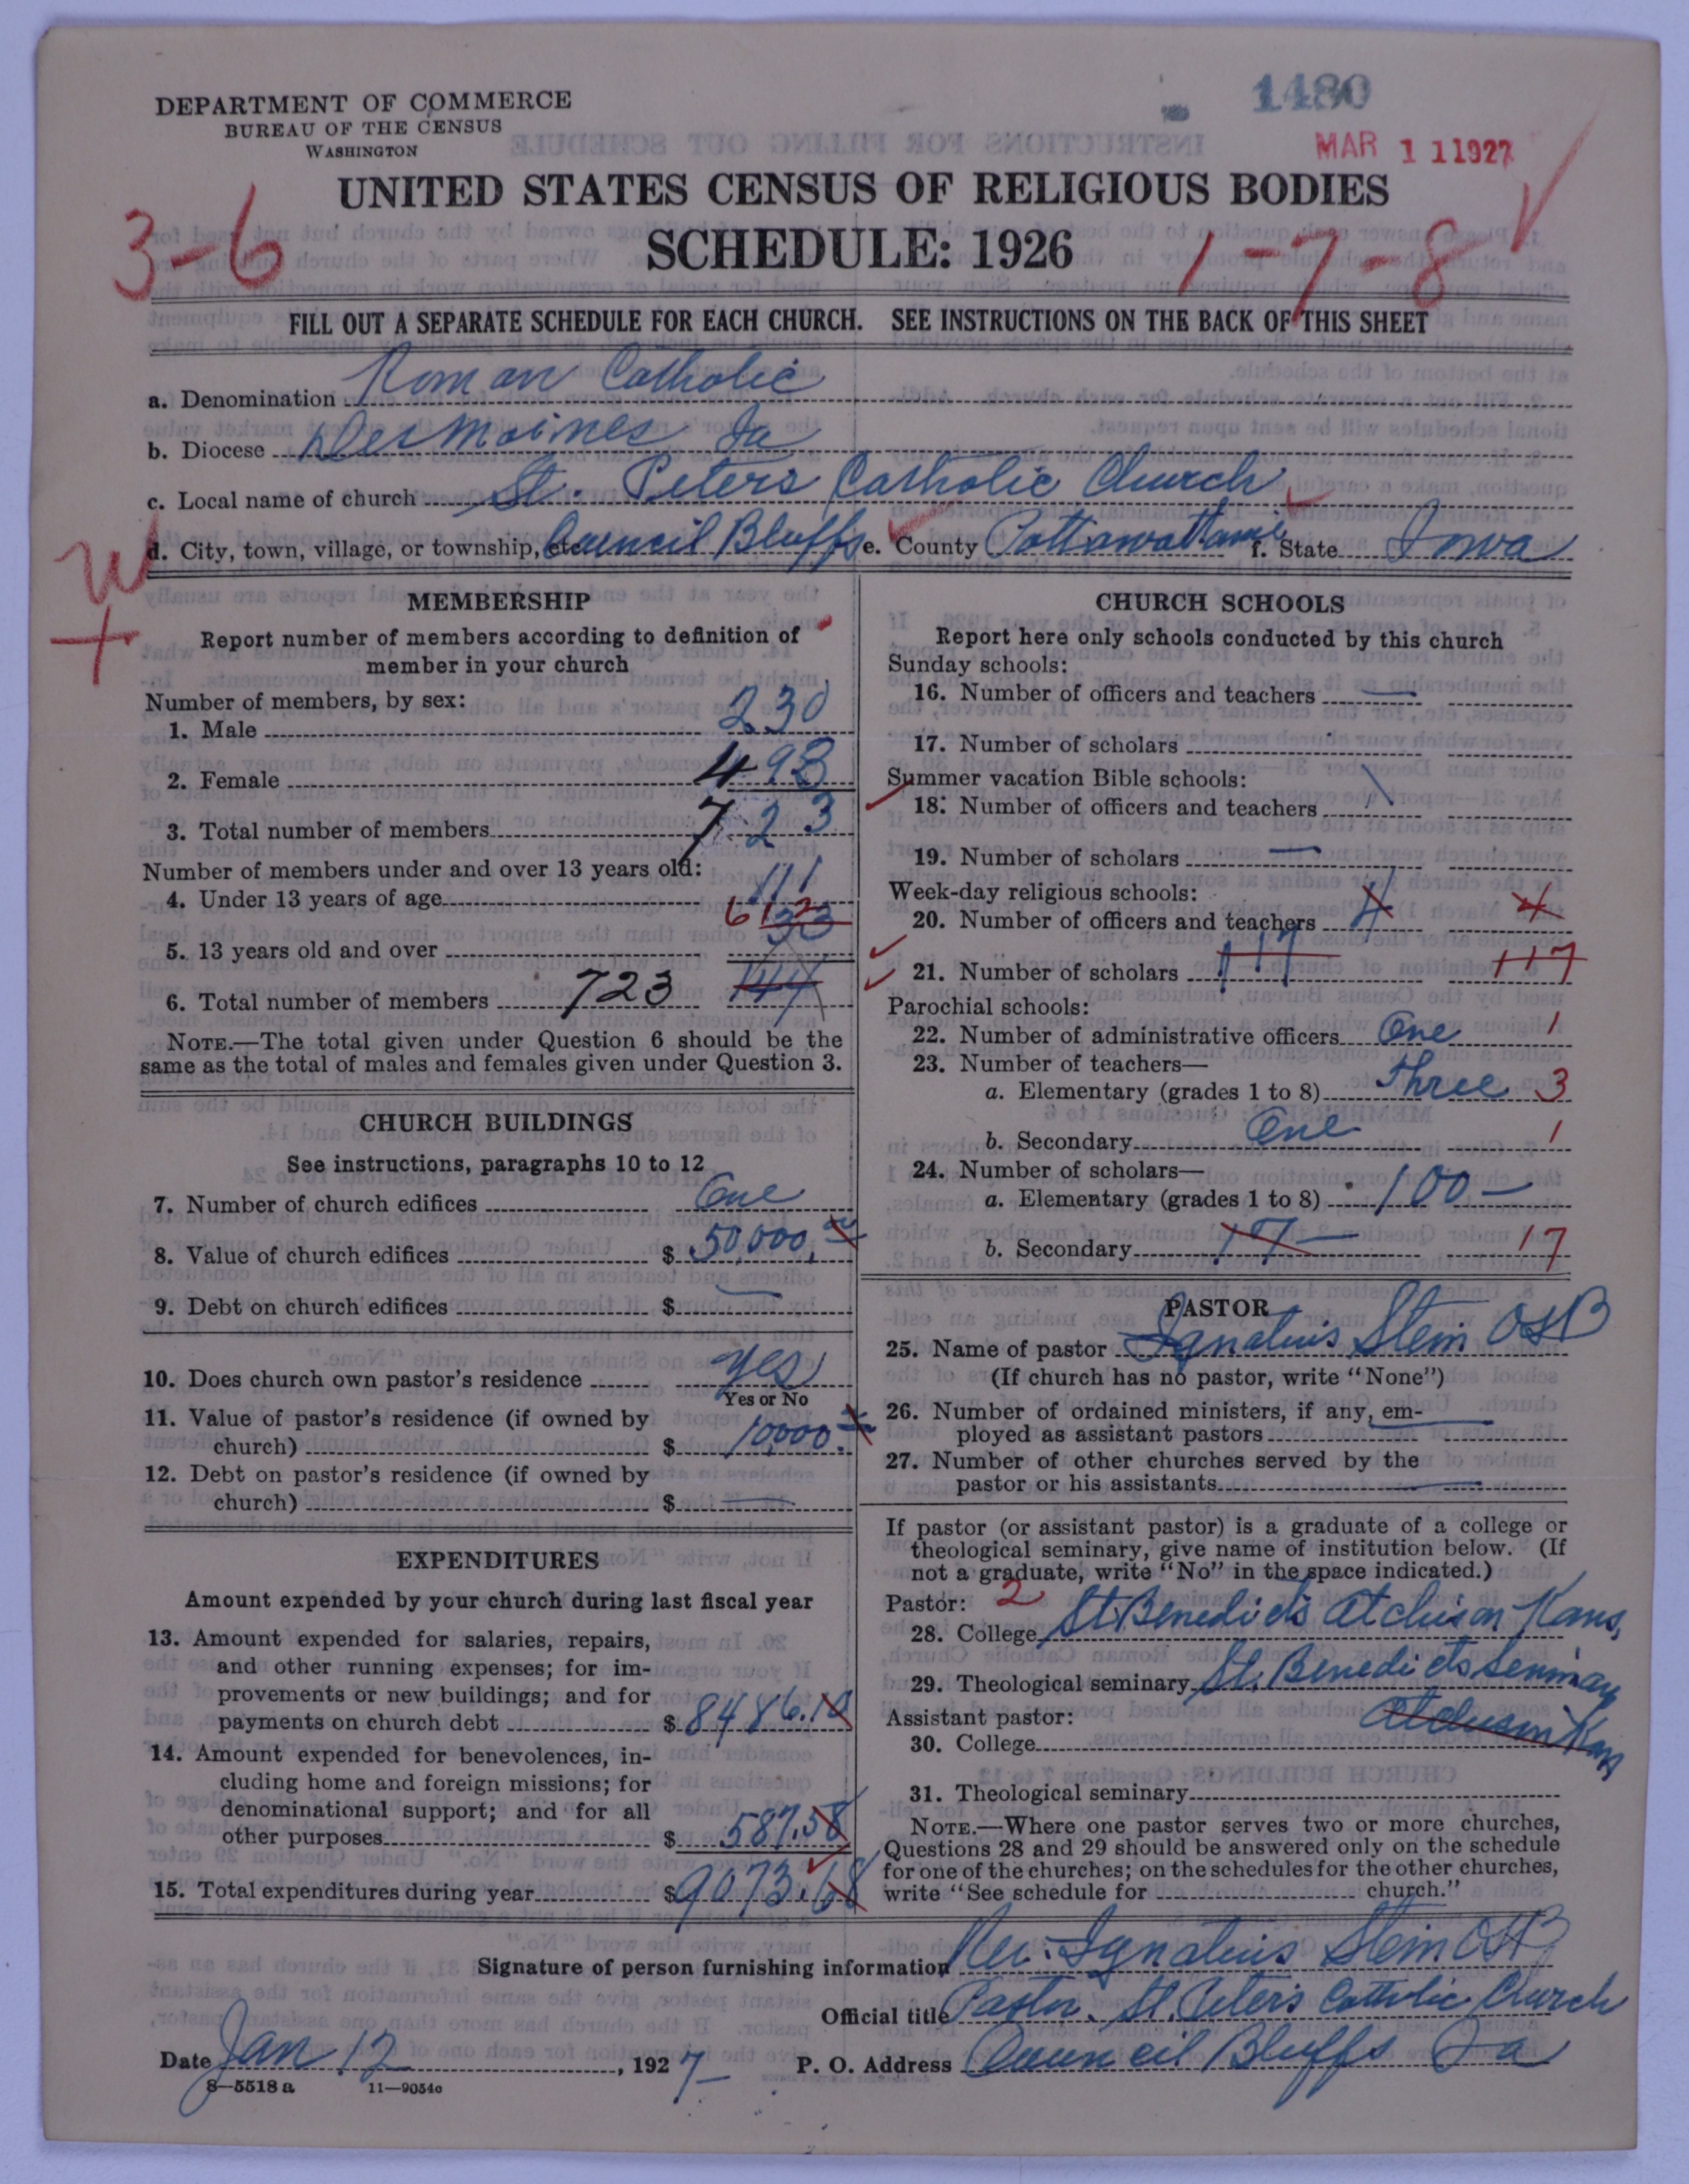 1480
MAR 11 1927
DEPARTMENT OF COMMERCE
BUREAU OF THE CENSUS
WASHINGTON
UNITED STATES CENSUS OF RELIGIOUS BODIES
SCHEDULE: 1926
3-6
1-7-8
FILL OUT A SEPARATE SCHEDULE FOR EACH CHURCH. SEE INSTRUCTIONS ON THE BACK OF THIS SHEET
a. Denomination Roman Catholic
b. Diocese Des Moines Ia
c. Local name of church St. Peters Catholic Church
d. City, town, village, or township, etc. Council Bluffs e. County Pottawattamie f. State Iowa
MEMBERSHIP
Report number of members according to definition of
member in your church
Number of members, by sex:
1. Male 230
2. Female 493
3. Total number of members 723
Number of members under and over 13 years old:
4. Under 13 years of age 111
5. 13 years old and over 612 33
6. Total number of members 723 144
NOTE.—The total given under Question 6 should be the
same as the total of males and females given under Question 3.
CHURCH BUILDINGS
See instructions, paragraphs 10 to 12
7. Number of church edifices One
8. Value of church edifices $ 50,000
9. Debt on church edifices $
10. Does church own pastor's residence Yes
Yes or No
11. Value of pastor's residence (if owned by
church) $ 10,000
12. Debt on pastor's residence (if owned by
church) $ —
EXPENDITURES
Amount expended by your church during last fiscal year
13. Amount expended for salaries, repairs,
and other running expenses; for im-
provements or new buildings; and for
payments on church debt $ 8486.10
14. Amount expended for benevolences, in-
cluding home and foreign missions; for
denominational support; and for all
other purposes $ 587.58
15. Total expenditures during year $ 9073.68
CHURCH SCHOOLS
Report here only schools conducted by this church
Sunday schools:
16. Number of officers and teachers —
17. Number of scholars
Summer vacation Bible schools:
18. Number of officers and teachers
19. Number of scholars —
Week-day religious schools:
20. Number of officers and teachers 4 4
21. Number of scholars 117 117
Parochial schools:
22. Number of administrative officers One 1
23. Number of teachers—
a. Elementary (grades 1 to 8) Three 3
b. Secondary One 1
24. Number of scholars—
a. Elementary (grades 1 to 8) 100 —
b. Secondary 17 — 17
PASTOR
25. Name of pastor Ignatius Stein OSB
(If church has no pastor, write "None")
26. Number of ordained ministers, if any, em-
ployed as assistant pastors —
27. Number of other churches served by the
pastor or his assistants —
If pastor (or assistant pastor) is a graduate of a college or
theological seminary, give name of institution below. (If
not a graduate, write "No" in the space indicated.)
Pastor: 2
28. College St Benedicts Atchison Kans,
29. Theological seminary St. Benedicts Seminary
Atchison Kans
Assistant pastor:
30. College
31. Theological seminary
NOTE.—Where one pastor serves two or more churches,
Questions 28 and 29 should be answered only on the schedule
for one of the churches; on the schedules for the other churches,
write "See schedule for church."
Signature of person furnishing information Rev. Ignatius Stein OSB
Official title Pastor. St. Peters Catholic Church
Date Jan 12, 1927 P. O. Address Council Bluffs Ia
8—5518 a 11—9054c